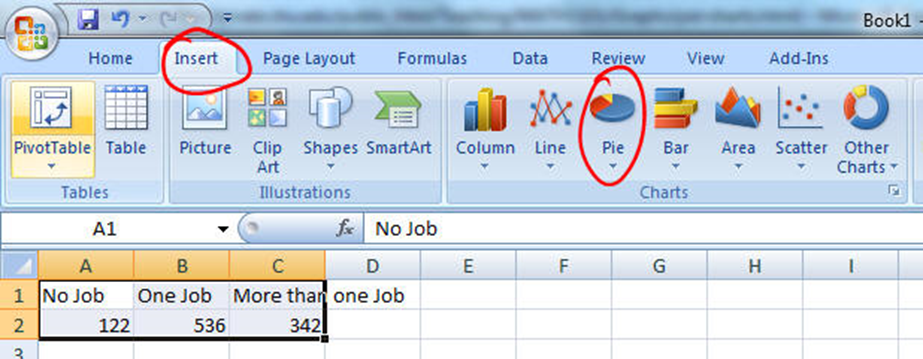 Book1 -
Home Insert Page Layout Formulas Data Review View Add-Ins
PivotTable Table Picture Clip Art Shapes SmartArt Column Line Pie Bar Area Scatter Other Charts
Tables Illustrations Charts
A1 fx No Job
A B C D E F G H I
1 No Job One Job More than one Job
2 122 536 342
3